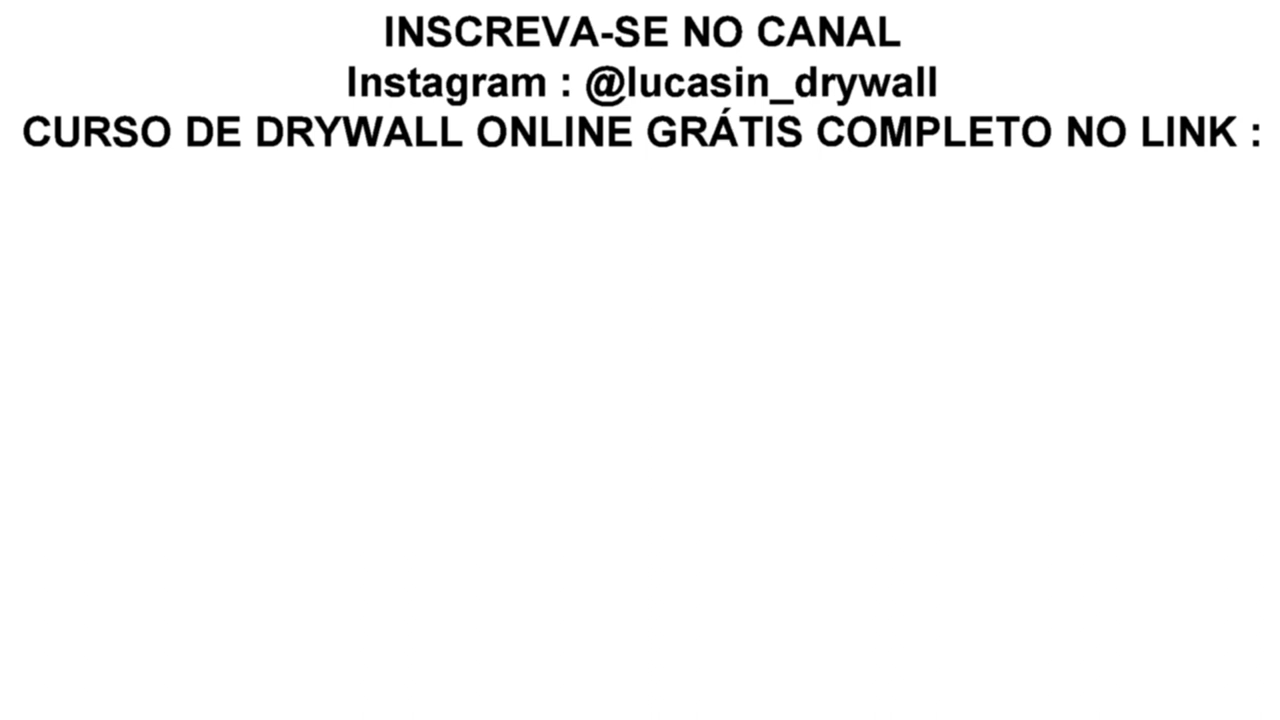 INSCREVA-SE NO CANAL
Instagram : @lucasin_drywall
CURSO DE DRYWALL ONLINE GRÁTIS COMPLETO NO LINK :